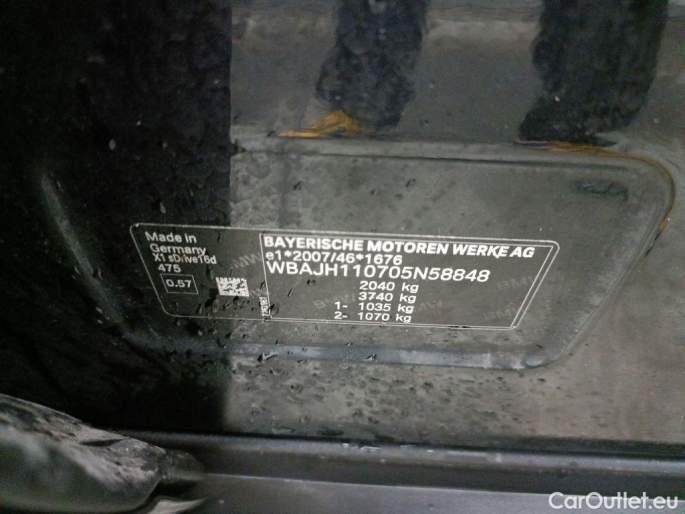 Made in
Germany
X1 sDrive16d
475
0.57
BAYERISCHE MOTOREN WERKE AG
e1*2007/46*1676
WBAJH110705N58848
2040 kg
3740 kg
1- 1035 kg
2- 1070 kg
CarOutlet.eu